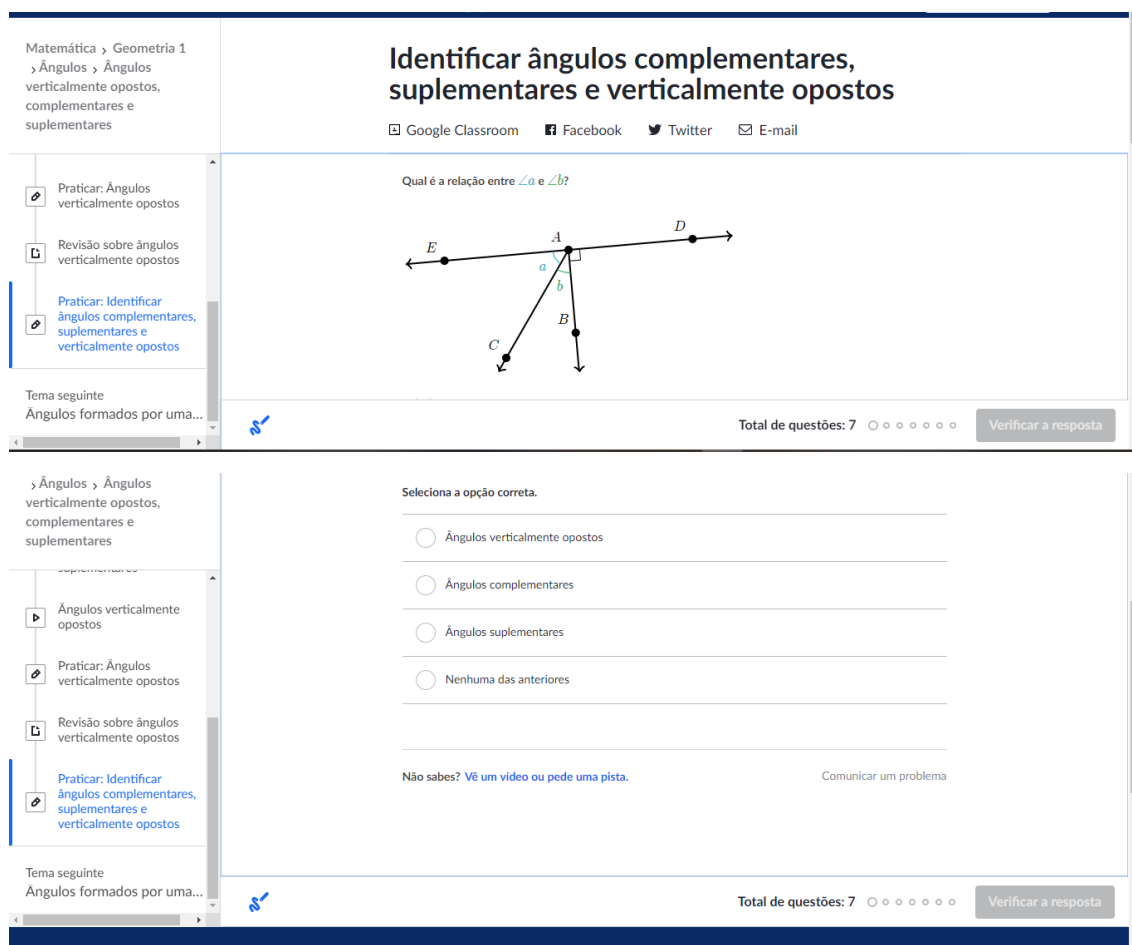 Matemática > Geometria 1
> Ângulos > Ângulos
verticalmente opostos,
complementares e
suplementares
Identificar ângulos complementares,
suplementares e verticalmente opostos
Google Classroom Facebook Twitter E-mail
Praticar: Ângulos
verticalmente opostos
Revisão sobre ângulos
verticalmente opostos
Praticar: Identificar
ângulos complementares,
suplementares e
verticalmente opostos
Tema seguinte
Ângulos formados por uma...
Qual é a relação entre ∠a e ∠b?
D
A
E
a
b
B
C
Total de questões: 7
Verificar a resposta
> Ângulos > Ângulos
verticalmente opostos,
complementares e
suplementares
Ângulos verticalmente
opostos
Praticar: Ângulos
verticalmente opostos
Revisão sobre ângulos
verticalmente opostos
Praticar: Identificar
ângulos complementares,
suplementares e
verticalmente opostos
Tema seguinte
Ângulos formados por uma...
Seleciona a opção correta.
Ângulos verticalmente opostos
Ângulos complementares
Ângulos suplementares
Nenhuma das anteriores
Não sabes? Vê um vídeo ou pede uma pista.
Comunicar um problema
Total de questões: 7
Verificar a resposta